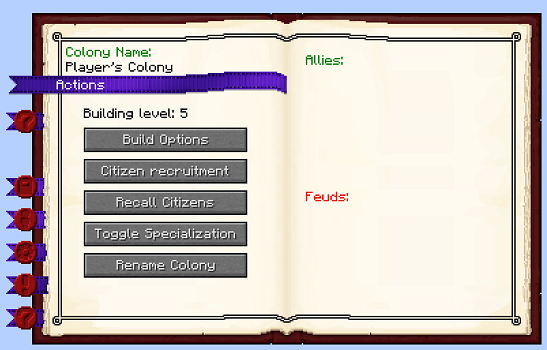 Colony Name:
Player's Colony
Actions
Building level: 5
Build Options
Citizen recruitment
Recall Citizens
Toggle Specialization
Rename Colony
Allies:
Feuds: